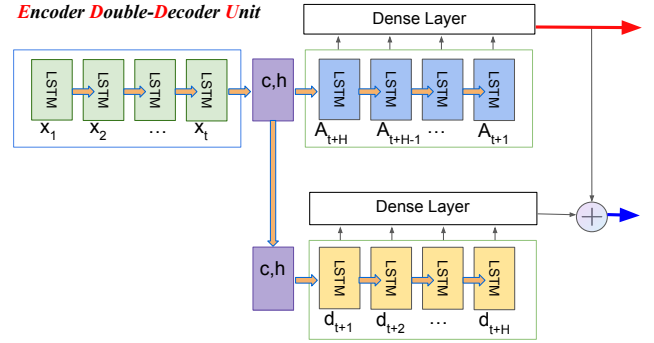 Encoder Double-Decoder Unit
Dense Layer
LSTM LSTM LSTM LSTM
c,h
LSTM LSTM LSTM LSTM
x1 x2 ... xt
At+H At+H-1 ... At+1
Dense Layer
+
c,h
LSTM LSTM LSTM LSTM
dt+1 dt+2 ... dt+H